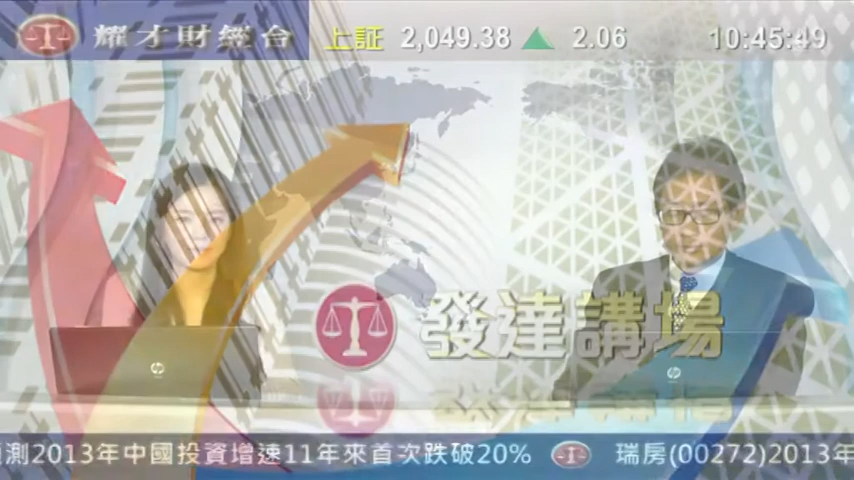 耀才財經台
上証 2,049.38 2.06 10:45:49
發達講場
hp hp
測2013年中國投資增速11年來首次跌破20% 瑞房(00272)2013年